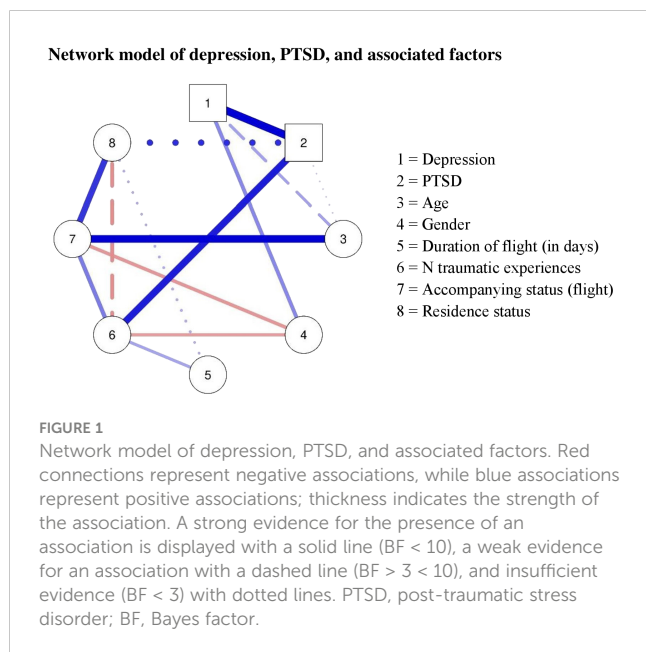 Network model of depression, PTSD, and associated factors
1
8
2
1 = Depression
2 = PTSD
3 = Age
4 = Gender
5 = Duration of flight (in days)
6 = N traumatic experiences
7 = Accompanying status (flight)
8 = Residence status
7
3
6
4
5
FIGURE 1
Network model of depression, PTSD, and associated factors. Red
connections represent negative associations, while blue associations
represent positive associations; thickness indicates the strength of
the association. A strong evidence for the presence of an
association is displayed with a solid line (BF < 10), a weak evidence
for an association with a dashed line (BF > 3 < 10), and insufficient
evidence (BF < 3) with dotted lines. PTSD, post-traumatic stress
disorder; BF, Bayes factor.